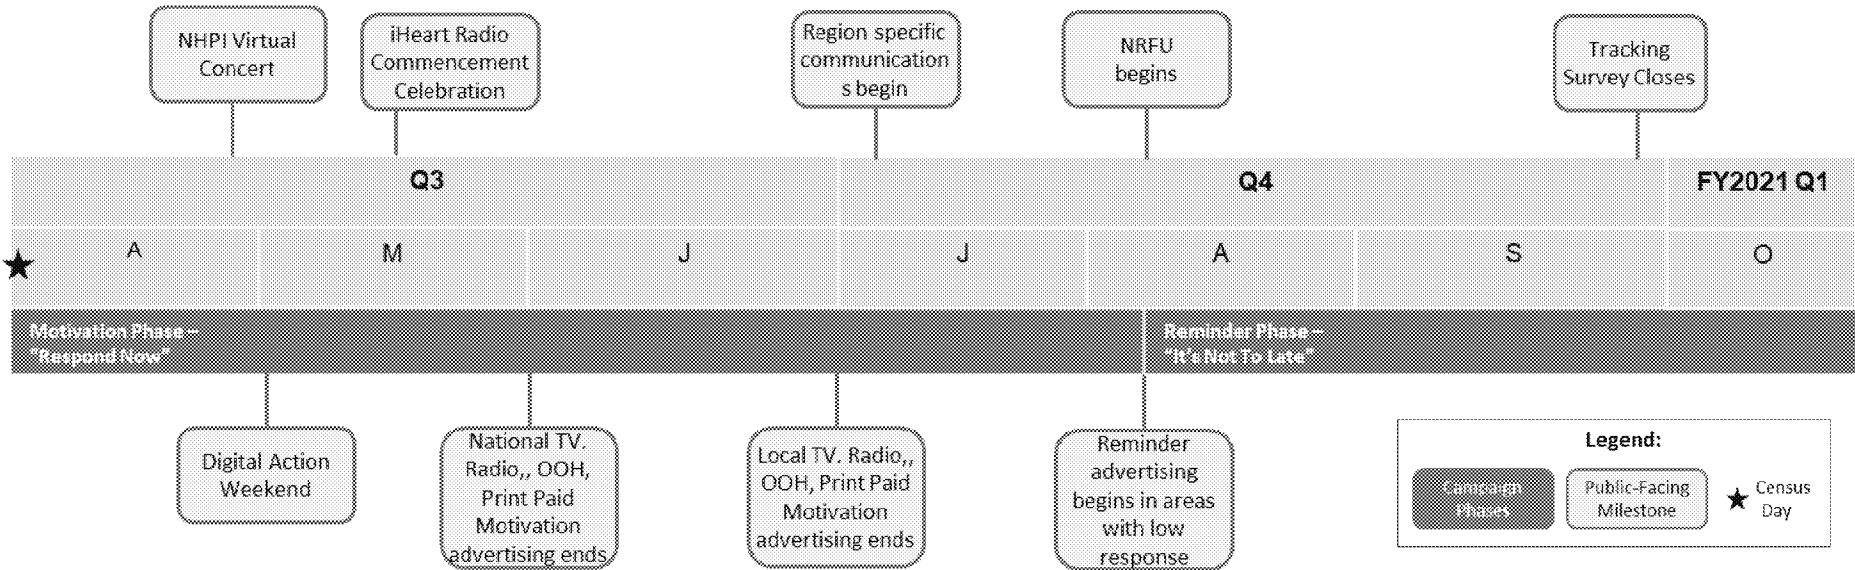 NHPI Virtual
Concert
iHeart Radio
Commencement
Celebration
Region specific
communication
s begin
NRFU
begins
Tracking
Survey Closes
Q3
Q4
FY2021 Q1
A
M
J
J
A
S
O
Motivation Phase –
"Respond Now"
Reminder Phase –
"It's Not To Late"
Digital Action
Weekend
National TV.
Radio,, OOH,
Print Paid
Motivation
advertising ends
Local TV. Radio,,
OOH, Print Paid
Motivation
advertising ends
Reminder
advertising
begins in areas
with low
response
Legend:
Campaign
Phases
Public-Facing
Milestone
Census
Day